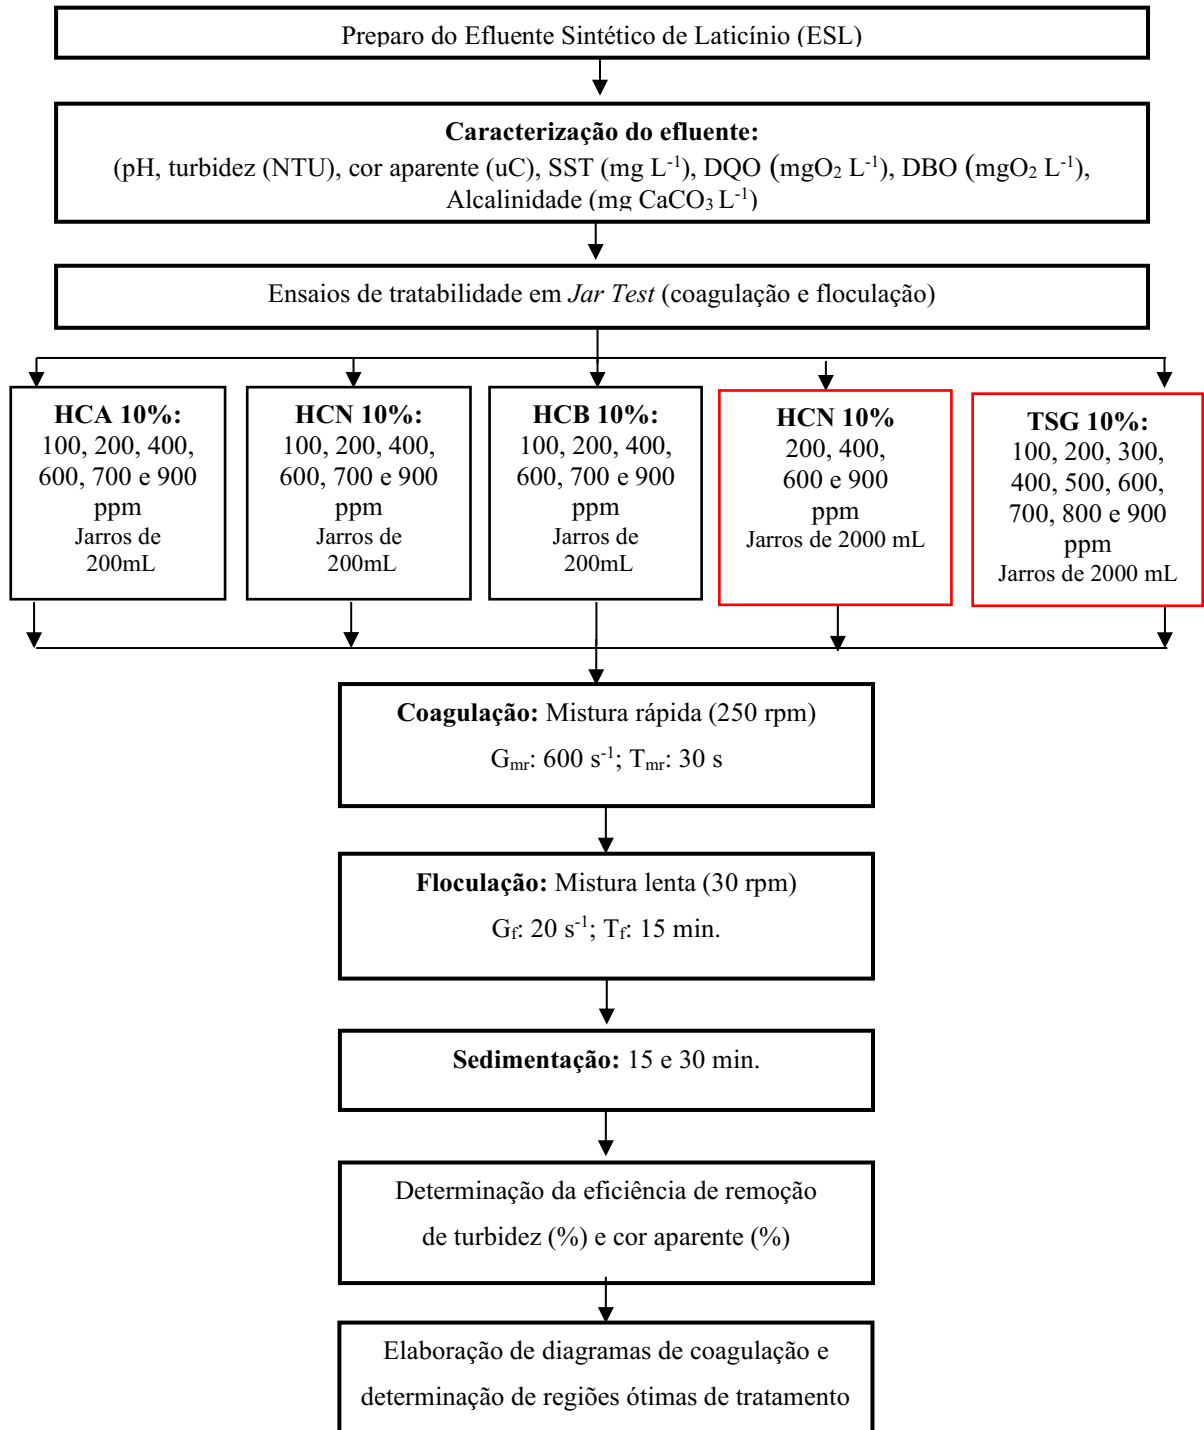 Preparo do Efluente Sintético de Laticínio (ESL)
Caracterização do efluente:
(pH, turbidez (NTU), cor aparente (uC), SST (mg L⁻¹), DQO (mgO₂ L⁻¹), DBO (mgO₂ L⁻¹),
Alcalinidade (mg CaCO₃ L⁻¹)
Ensaios de tratabilidade em Jar Test (coagulação e floculação)
HCA 10%:
100, 200, 400,
600, 700 e 900
ppm
Jarros de
200mL
HCN 10%:
100, 200, 400,
600, 700 e 900
ppm
Jarros de
200mL
HCB 10%:
100, 200, 400,
600, 700 e 900
ppm
Jarros de
200mL
HCN 10%
200, 400,
600 e 900
ppm
Jarros de 2000 mL
TSG 10%:
100, 200, 300,
400, 500, 600,
700, 800 e 900
ppm
Jarros de 2000 mL
Coagulação: Mistura rápida (250 rpm)
Gmr: 600 s⁻¹; Tmr: 30 s
Floculação: Mistura lenta (30 rpm)
Gf: 20 s⁻¹; Tf: 15 min.
Sedimentação: 15 e 30 min.
Determinação da eficiência de remoção
de turbidez (%) e cor aparente (%)
Elaboração de diagramas de coagulação e
determinação de regiões ótimas de tratamento